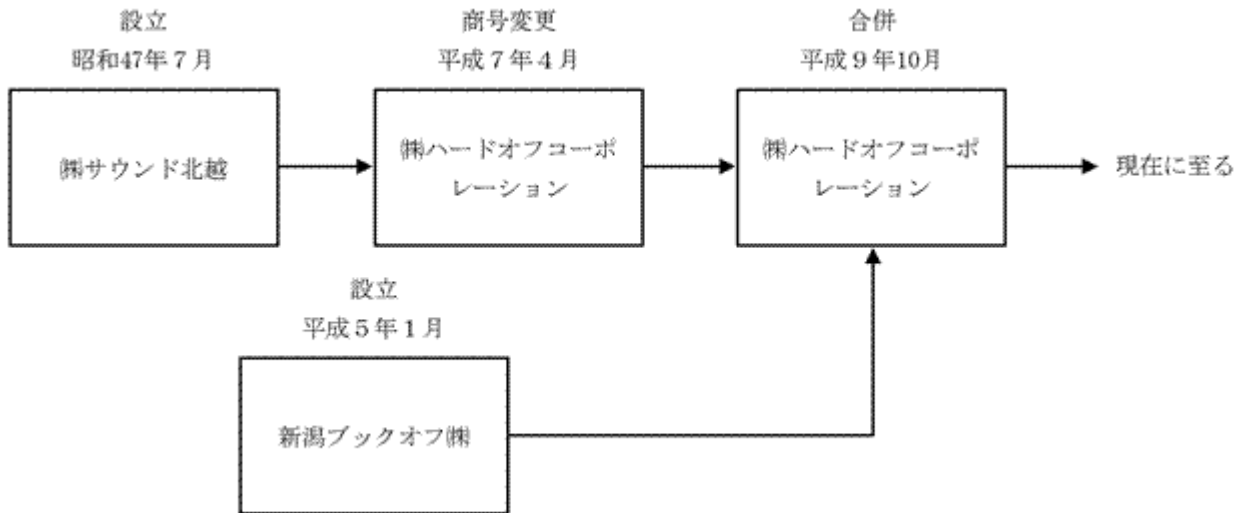 設立
昭和47年7月
㈱サウンド北越
商号変更
平成7年4月
㈱ハードオフコーポ
レーション
合併
平成9年10月
㈱ハードオフコーポ
レーション
現在に至る
設立
平成5年1月
新潟ブックオフ㈱